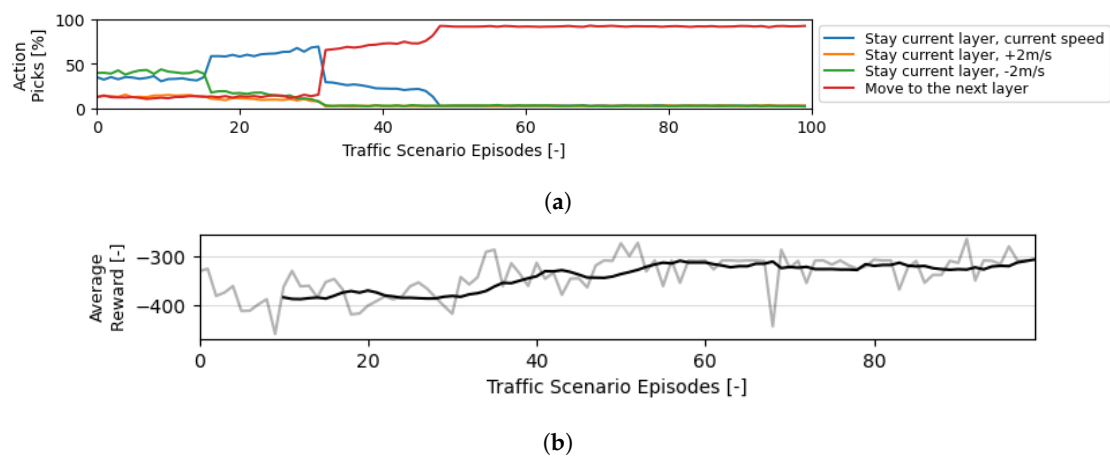 100
50
0
Action
Picks [%]
0 20 40 60 80 100
Traffic Scenario Episodes [-]
Stay current layer, current speed
Stay current layer, +2m/s
Stay current layer, -2m/s
Move to the next layer
(a)
−300
−400
Average
Reward [-]
0 20 40 60 80
Traffic Scenario Episodes [-]
(b)